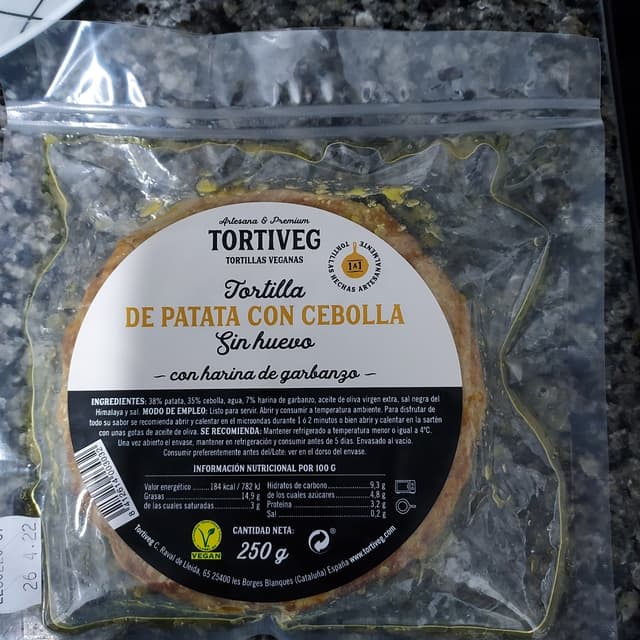 Artesana & Premium
TORTIVEG
TORTILLAS VEGANAS
TORTILLAS HECHAS ARTESANALMENTE
1A1
Tortilla
DE PATATA CON CEBOLLA
Sin huevo
- con harina de garbanzo -
INGREDIENTES: 38% patata, 35% cebolla, agua, 7% harina de garbanzo, aceite de oliva virgen extra, sal negra del
Himalaya y sal. MODO DE EMPLEO: Listo para servir. Abrir y consumir a temperatura ambiente. Para disfrutar de
todo su sabor se recomienda abrir y calentar en el microondas durante 1 ó 2 minutos o bien abrir y calentar en la sartén
con unas gotas de aceite de oliva. SE RECOMIENDA: Mantener refrigerado a temperatura menor o igual a 4ºC.
Una vez abierto el envase, mantener en refrigeración y consumir antes de 5 días. Envasado al vacío.
Consumir preferentemente antes del/Lote: ver en el dorso del envase.
INFORMACIÓN NUTRICIONAL POR 100 G
Valor energético 184 kcal / 782 kJ
Grasas 14,9 g
de las cuales saturadas 3 g
Hidratos de carbono 9,3 g
de los cuales azúcares 4,8 g
Proteína 3,2 g
Sal 0,2 g
VEGAN
CANTIDAD NETA:
250 g
Tortiveg C. Raval de Lleida, 65 25400 les Borges Blanques (Cataluña) España www.tortiveg.com
26.4.22